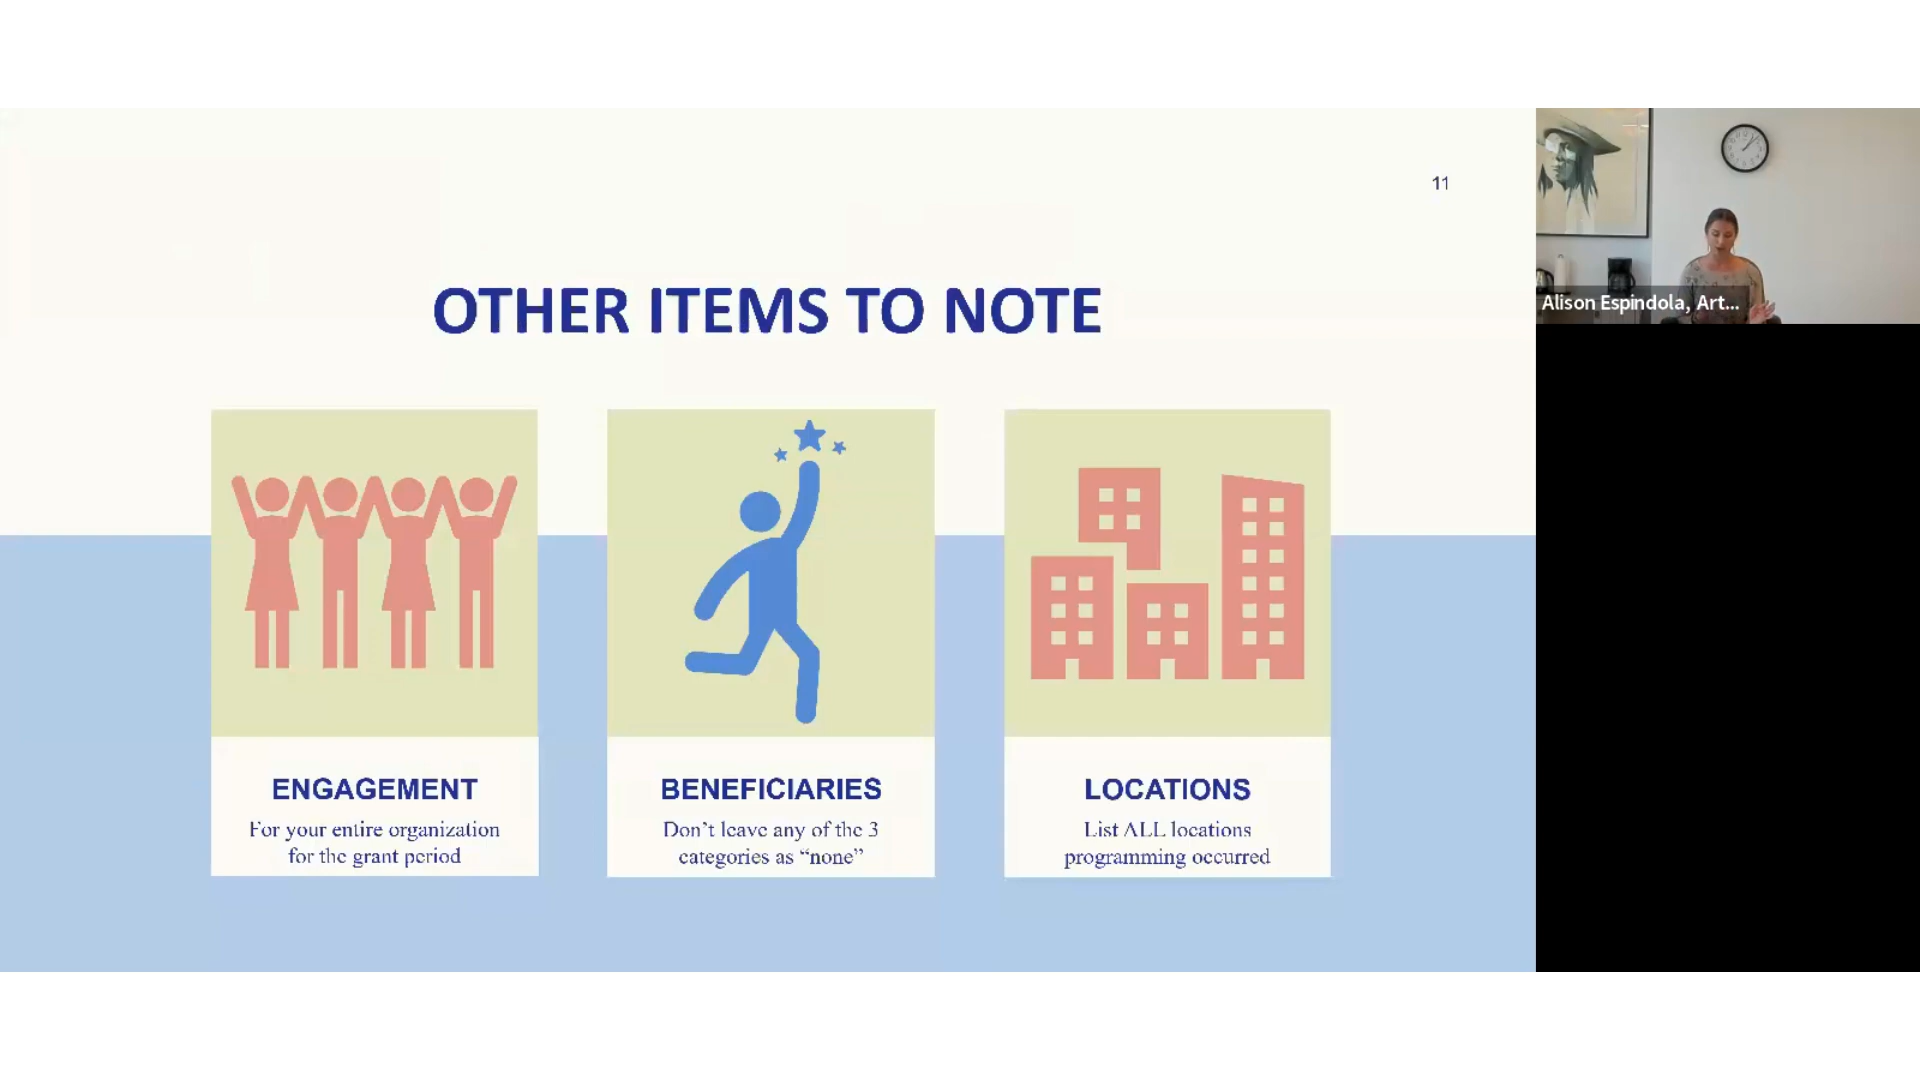 11
OTHER ITEMS TO NOTE
ENGAGEMENT
For your entire organization
for the grant period
BENEFICIARIES
Don’t leave any of the 3
categories as “none”
LOCATIONS
List ALL locations
programming occurred
Alison Espindola, Art...